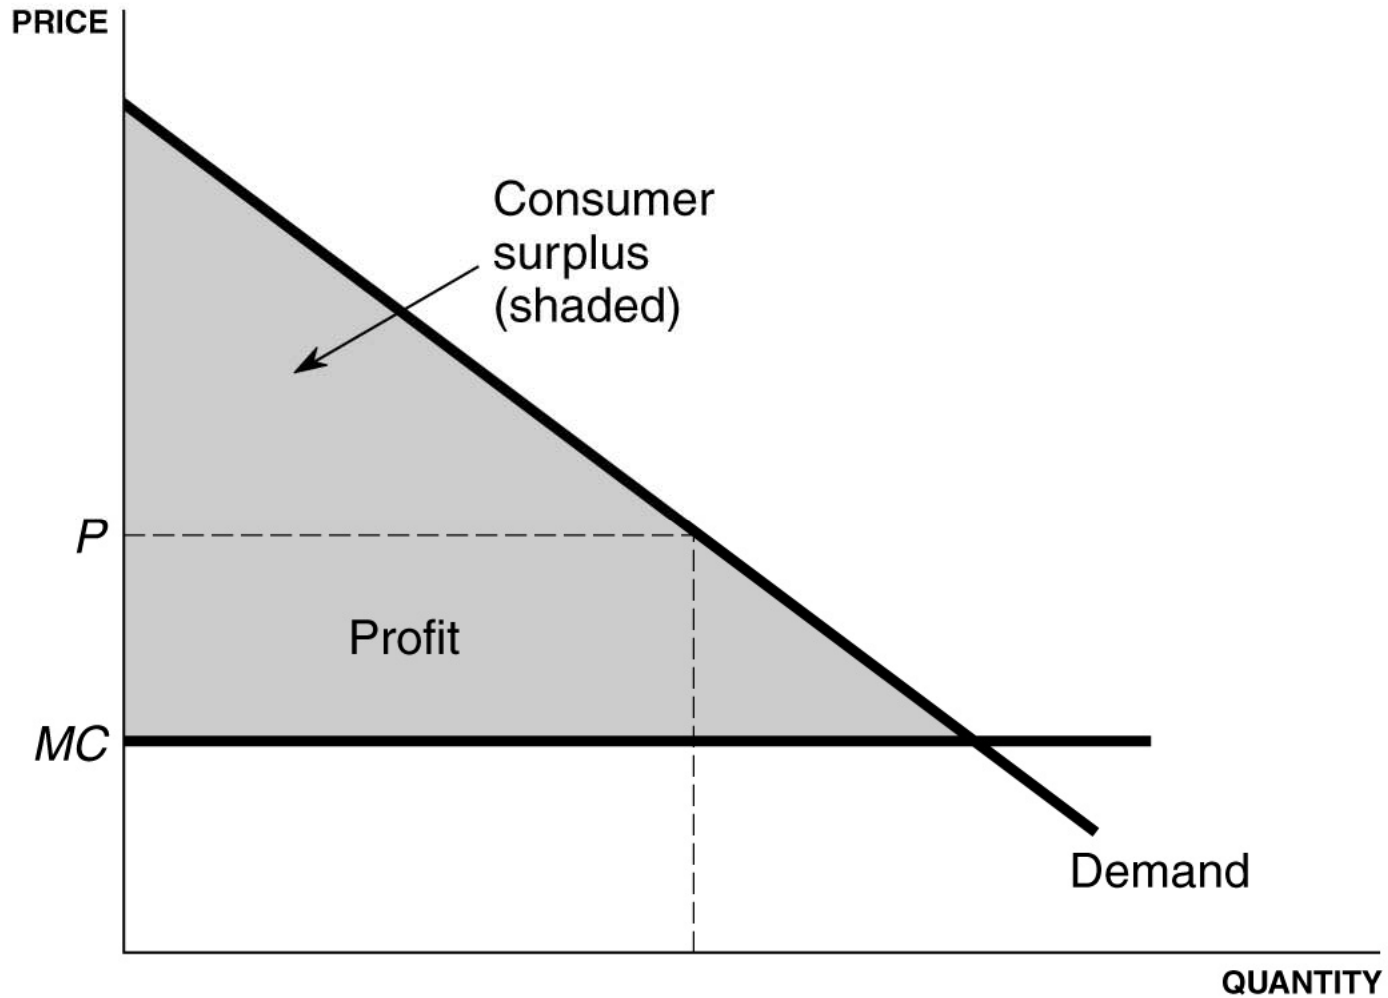 PRICE
Consumer
surplus
(shaded)
P
Profit
MC
Demand
QUANTITY